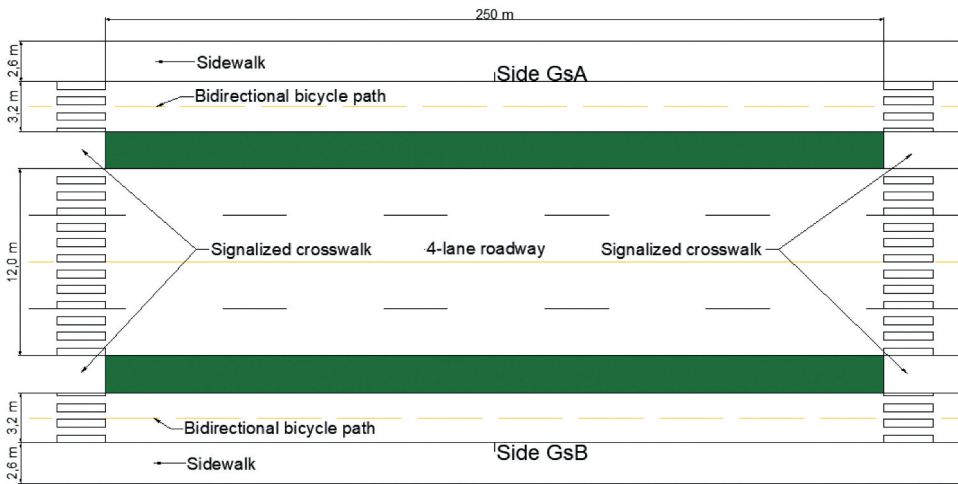 250 m
2,6 m
Sidewalk
Side GsA
3,2 m
Bidirectional bicycle path
12,0 m
Signalized crosswalk
4-lane roadway
Signalized crosswalk
3,2 m
Bidirectional bicycle path
Side GsB
2,6 m
Sidewalk